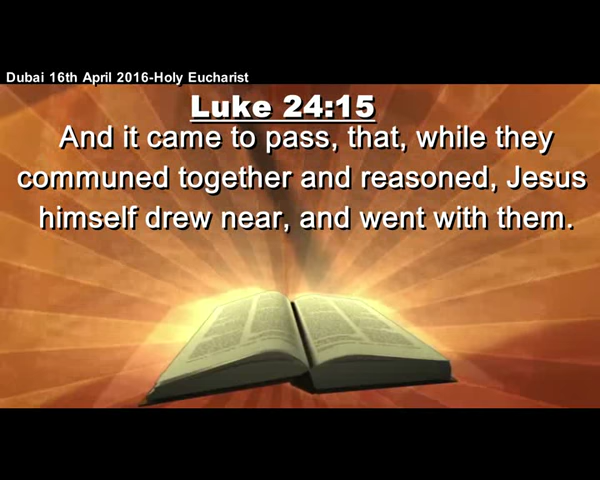 Dubai 16th April 2016-Holy Eucharist
Luke 24:15
And it came to pass, that, while they
communed together and reasoned, Jesus
himself drew near, and went with them.